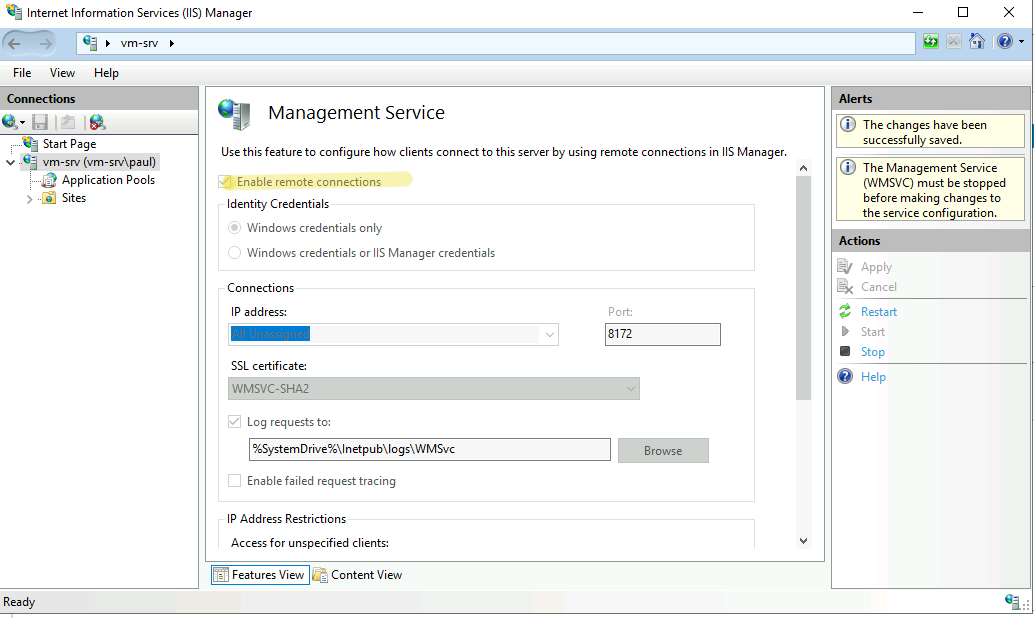 Internet Information Services (IIS) Manager
vm-srv
File View Help
Connections
Start Page
vm-srv (vm-srv\paul)
Application Pools
Sites
Management Service
Use this feature to configure how clients connect to this server by using remote connections in IIS Manager.
Enable remote connections
Identity Credentials
Windows credentials only
Windows credentials or IIS Manager credentials
Connections
IP address:
Port:
All Unassigned
8172
SSL certificate:
WMSVC-SHA2
Log requests to:
%SystemDrive%\Inetpub\logs\WMSvc
Browse
Enable failed request tracing
IP Address Restrictions
Access for unspecified clients:
Features View
Content View
Alerts
The changes have been
successfully saved.
The Management Service
(WMSVC) must be stopped
before making changes to
the service configuration.
Actions
Apply
Cancel
Restart
Start
Stop
Help
Ready